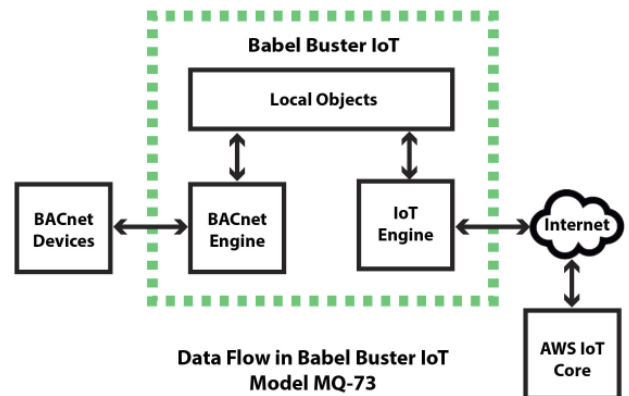 Babel Buster IoT
Local Objects
BACnet
Devices
BACnet
Engine
IoT
Engine
Internet
AWS IoT
Core
Data Flow in Babel Buster IoT
Model MQ-73